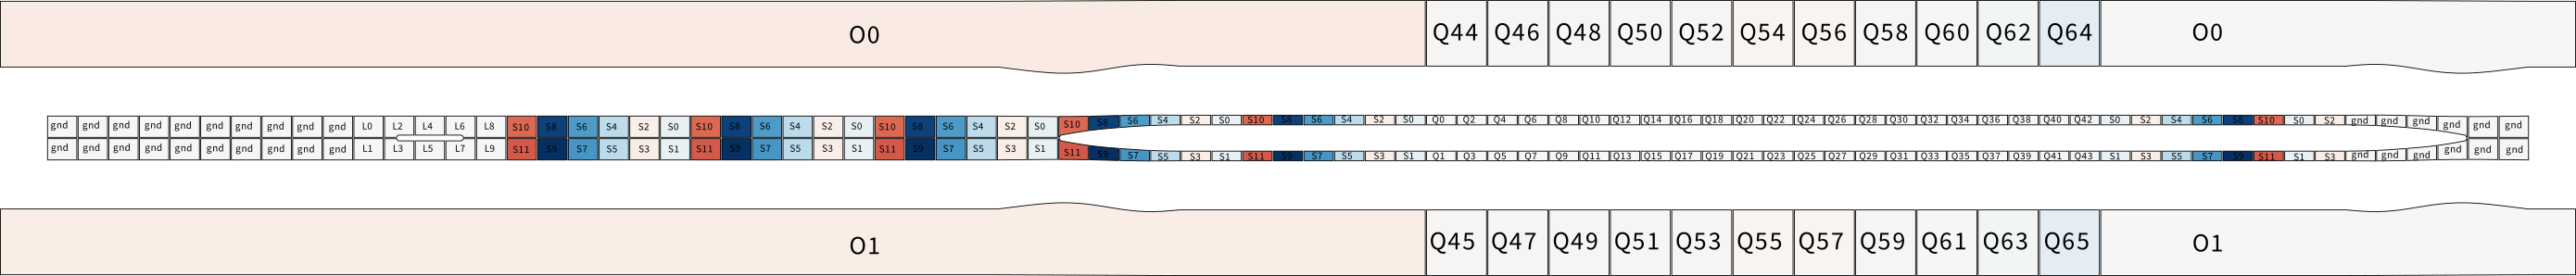 O0 Q44 Q46 Q48 Q50 Q52 Q54 Q56 Q58 Q60 Q62 Q64 O0
gnd gnd gnd gnd gnd gnd gnd gnd gnd gnd L0 L2 L4 L6 L8 S10 S8 S6 S4 S2 S0 S10 S8 S6 S4 S2 S0 S10 S8 S6 S4 S2 S0 S10 S8 S6 S4 S2 S0 S10 S8 S6 S4 S2 S0 Q0 Q2 Q4 Q6 Q8 Q10 Q12 Q14 Q16 Q18 Q20 Q22 Q24 Q26 Q28 Q30 Q32 Q34 Q36 Q38 Q40 Q42 S0 S2 S4 S6 S8 S10 S0 S2 gnd gnd gnd gnd gnd gnd
gnd gnd gnd gnd gnd gnd gnd gnd gnd gnd L1 L3 L5 L7 L9 S11 S9 S7 S5 S3 S1 S11 S9 S7 S5 S3 S1 S11 S9 S7 S5 S3 S1 S11 S9 S7 S5 S3 S1 S11 S9 S7 S5 S3 S1 Q1 Q3 Q5 Q7 Q9 Q11 Q13 Q15 Q17 Q19 Q21 Q23 Q25 Q27 Q29 Q31 Q33 Q35 Q37 Q39 Q41 Q43 S1 S3 S5 S7 S9 S11 S1 S3 gnd gnd gnd gnd gnd gnd
O1 Q45 Q47 Q49 Q51 Q53 Q55 Q57 Q59 Q61 Q63 Q65 O1